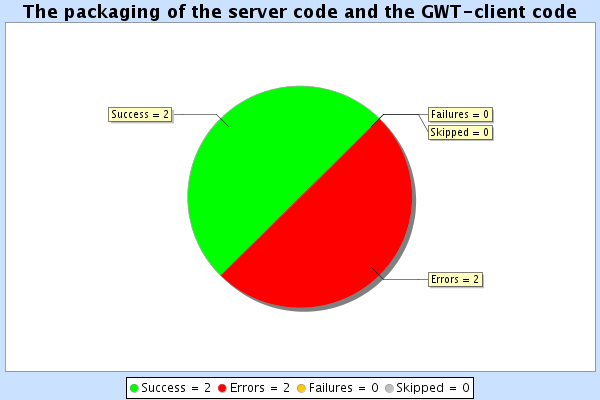 The packaging of the server code and the GWT-client code
Success = 2
Failures = 0
Skipped = 0
Errors = 2
Success = 2 Errors = 2 Failures = 0 Skipped = 0